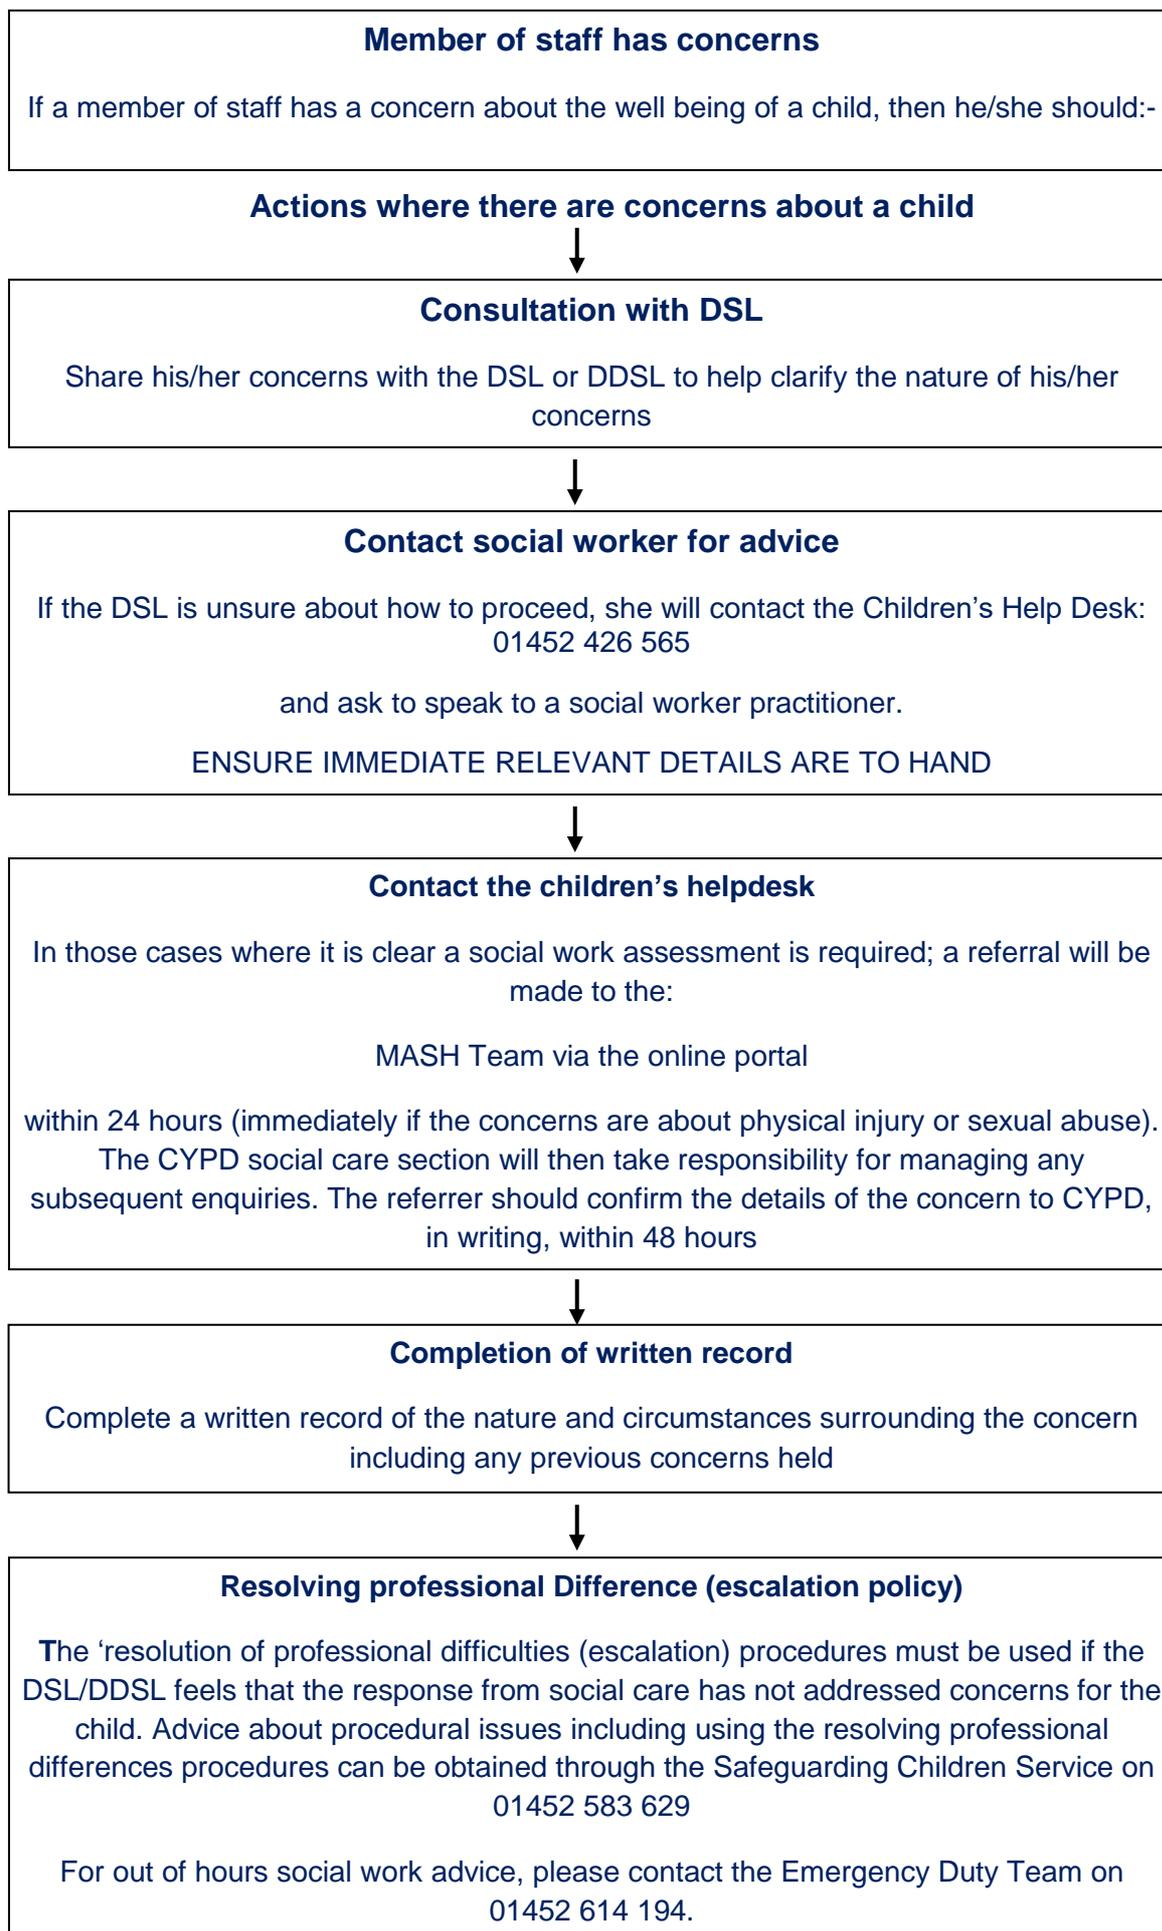 Member of staff has concerns
If a member of staff has a concern about the well being of a child, then he/she should:-
Actions where there are concerns about a child
Consultation with DSL
Share his/her concerns with the DSL or DDSL to help clarify the nature of his/her
concerns
Contact social worker for advice
If the DSL is unsure about how to proceed, she will contact the Children’s Help Desk:
01452 426 565
and ask to speak to a social worker practitioner.
ENSURE IMMEDIATE RELEVANT DETAILS ARE TO HAND
Contact the children’s helpdesk
In those cases where it is clear a social work assessment is required; a referral will be
made to the:
MASH Team via the online portal
within 24 hours (immediately if the concerns are about physical injury or sexual abuse).
The CYPD social care section will then take responsibility for managing any
subsequent enquiries. The referrer should confirm the details of the concern to CYPD,
in writing, within 48 hours
Completion of written record
Complete a written record of the nature and circumstances surrounding the concern
including any previous concerns held
Resolving professional Difference (escalation policy)
The ‘resolution of professional difficulties (escalation) procedures must be used if the
DSL/DDSL feels that the response from social care has not addressed concerns for the
child. Advice about procedural issues including using the resolving professional
differences procedures can be obtained through the Safeguarding Children Service on
01452 583 629
For out of hours social work advice, please contact the Emergency Duty Team on
01452 614 194.